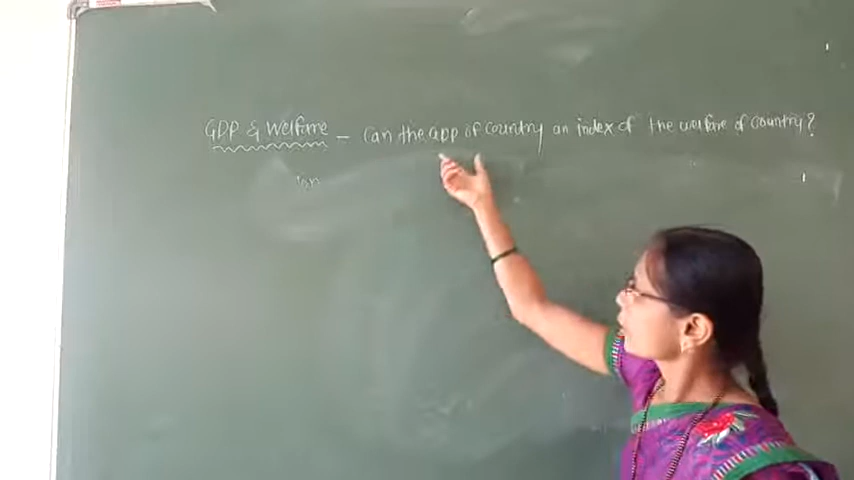 GDP & Welfare - Can the GDP of Country an index of the welfare of Country?